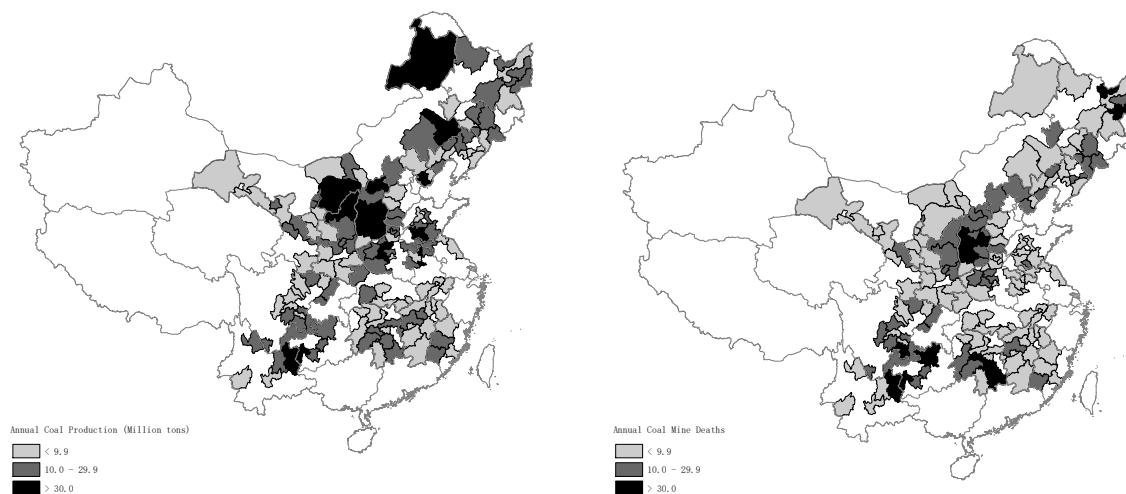 Annual Coal Production (Million tons)
< 9.9
10.0 - 29.9
> 30.0
Annual Coal Mine Deaths
< 9.9
10.0 - 29.9
> 30.0